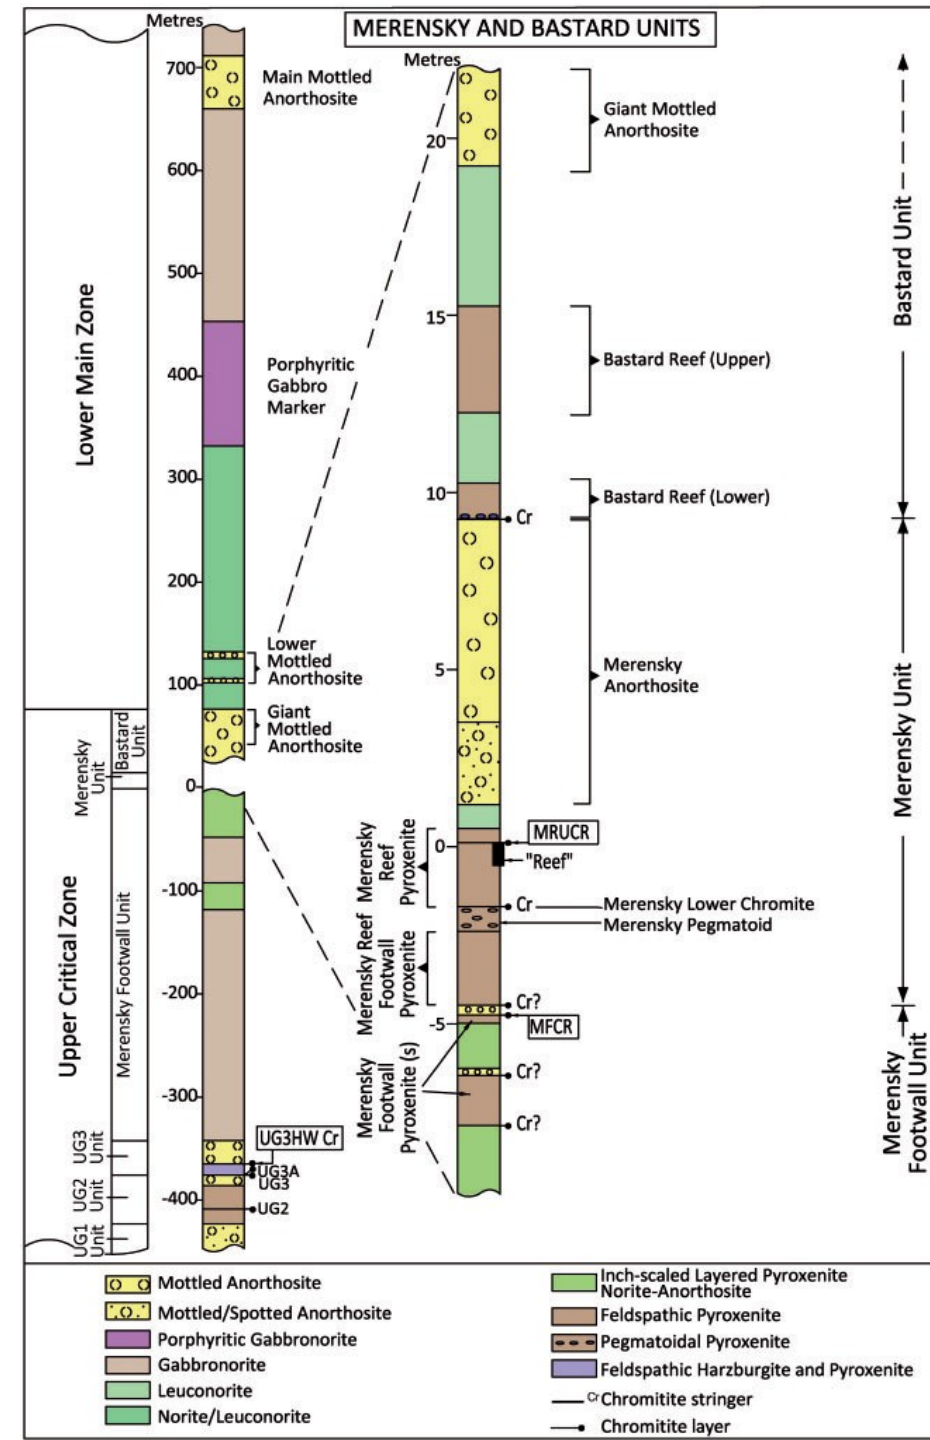 MERENSKY AND BASTARD UNITS
Metres
700
600
500
400
300
200
100
0
-100
-200
-300
-400
Main Mottled
Anorthosite
Porphyritic
Gabbro
Marker
Lower
Mottled
Anorthosite
Giant
Mottled
Anorthosite
UG3HW Cr
UG3A
UG3
UG2
Lower Main Zone
Upper Critical Zone
Merensky
Unit
Bastard
Unit
Merensky Footwall Unit
UG3
Unit
UG2
Unit
UG1
Unit
Metres
20
15
10
5
0
-5
Giant Mottled
Anorthosite
Bastard Reef (Upper)
Bastard Reef (Lower)
Cr
Merensky
Anorthosite
MRUCR
"Reef"
Cr
Merensky Lower Chromite
Merensky Pegmatoid
Cr?
MFCR
Cr?
Cr?
Merensky
Reef
Pyroxenite
Merensky Reef
Footwall
Pyroxenite
Merensky
Footwall
Pyroxenite (s)
Bastard Unit
Merensky Unit
Merensky
Footwall Unit
Mottled Anorthosite
Mottled/Spotted Anorthosite
Porphyritic Gabbronorite
Gabbronorite
Leuconorite
Norite/Leuconorite
Inch-scaled Layered Pyroxenite
Norite-Anorthosite
Feldspathic Pyroxenite
Pegmatoidal Pyroxenite
Feldspathic Harzburgite and Pyroxenite
Cr Chromitite stringer
Chromitite layer